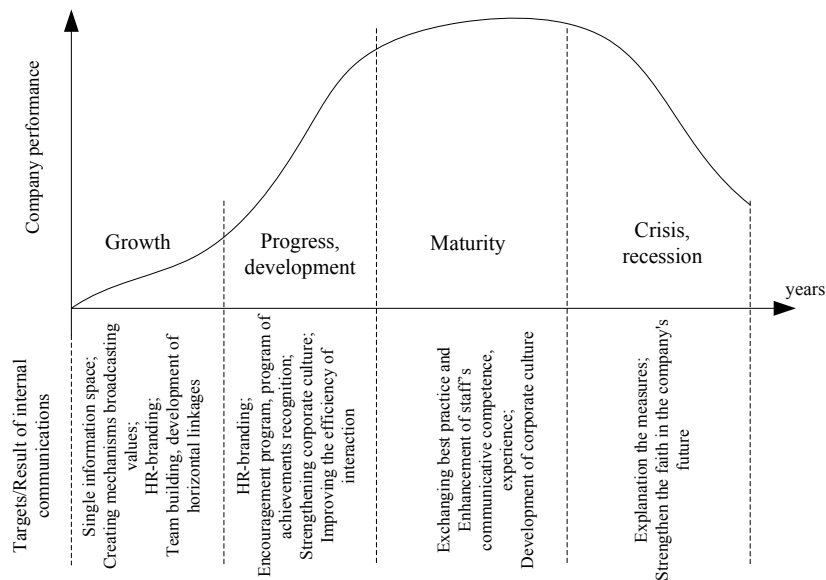 Company performance
Growth
Progress,
development
Maturity
Crisis,
recession
years
Targets/Result of internal
communications
Single information space;
Creating mechanisms broadcasting
values;
HR-branding;
Team building, development of
horizontal linkages
HR-branding;
Encouragement program, program of
achievements recognition;
Strengthening corporate culture;
Improving the efficiency of
interaction
Exchanging best practice and
Enhancement of staff"s
communicative competence,
experience;
Development of corporate culture
Explanation the measures;
Strengthen the faith in the company's
future